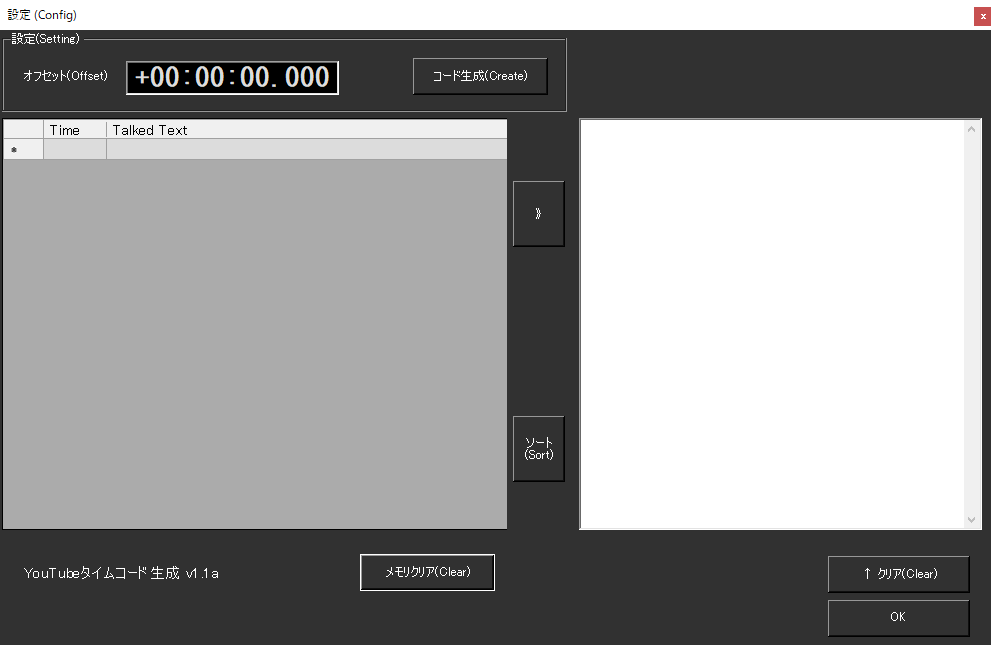 設定 (Config)
x
設定(Setting)
オフセット(Offset)
+00:00:00.000
コード生成(Create)
Time
Talked Text
*
》
ソート
(Sort)
YouTubeタイムコード生成 v1.1a
メモリクリア(Clear)
↑ クリア(Clear)
OK